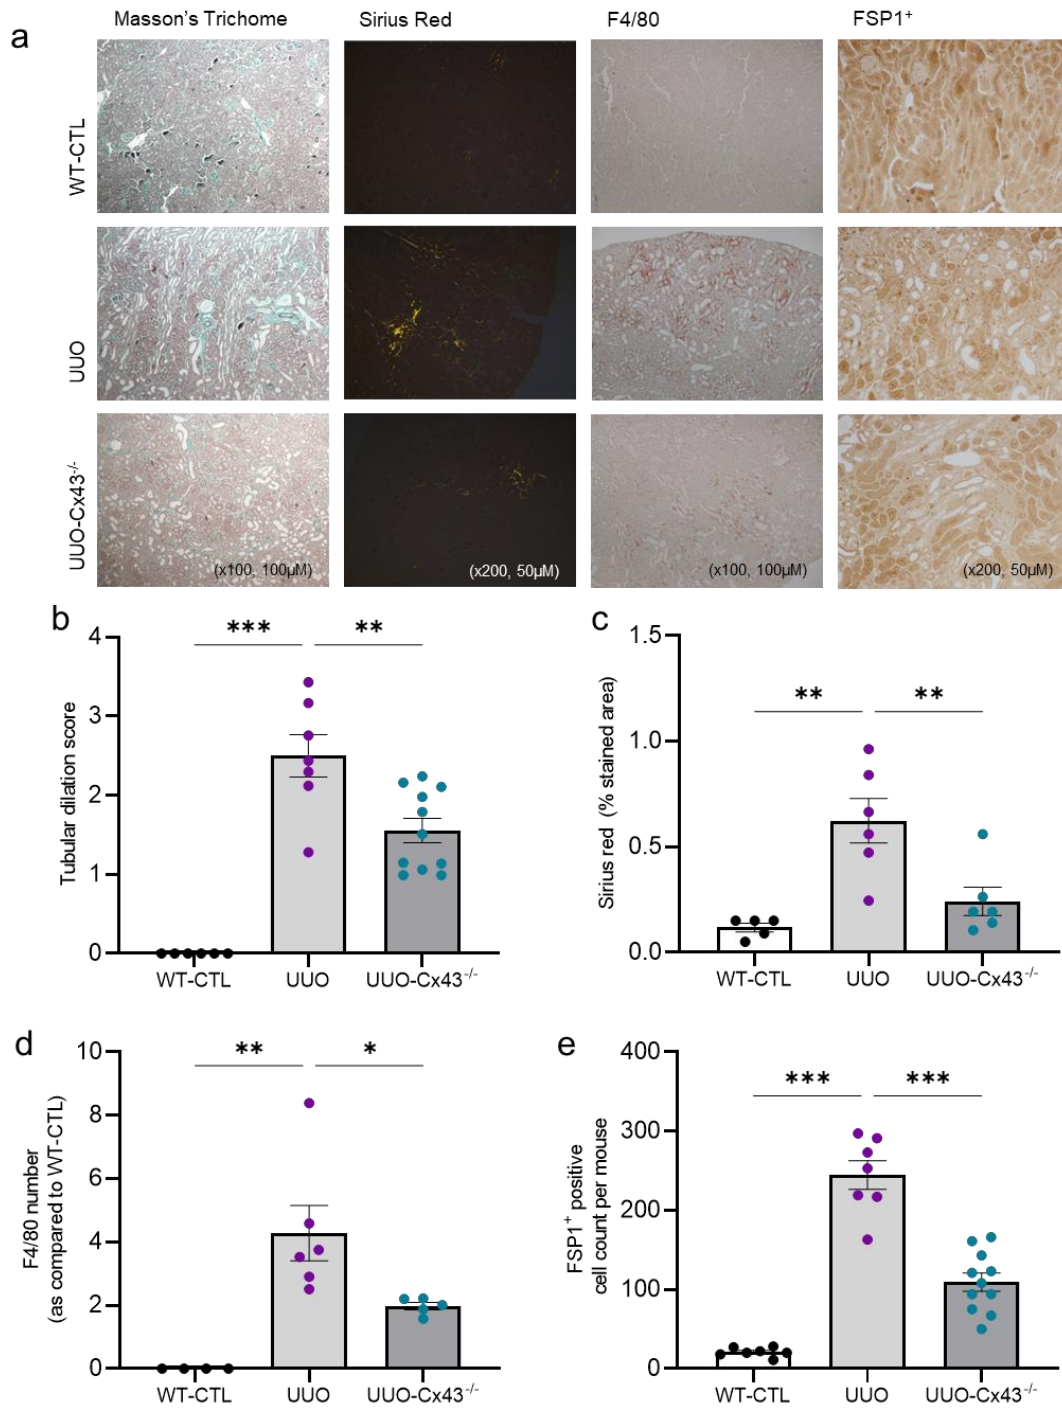 a
Masson's Trichome
Sirius Red
F4/80
FSP1⁺
WT-CTL
UUO
UUO-Cx43⁻/⁻
(x100, 100µM)
(x200, 50µM)
(x100, 100µM)
(x200, 50µM)
b
Tubular dilation score
4
3
2
1
0
***
**
WT-CTL
UUO
UUO-Cx43⁻/⁻
c
Sirius red (% stained area)
1.5
1.0
0.5
0.0
**
**
WT-CTL
UUO
UUO-Cx43⁻/⁻
d
F4/80 number
(as compared to WT-CTL)
10
8
6
4
2
0
**
*
WT-CTL
UUO
UUO-Cx43⁻/⁻
e
FSP1⁺ positive
cell count per mouse
400
300
200
100
0
***
***
WT-CTL
UUO
UUO-Cx43⁻/⁻